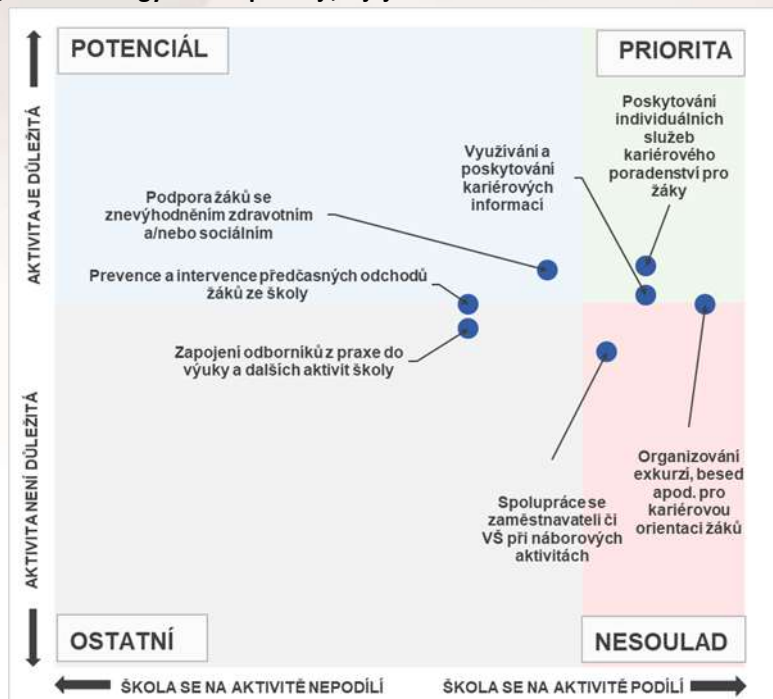 POTENCIÁL
PRIORITA
Poskytování
individuálních
služeb
kariérového
poradenství pro
žáky
Využívání a
poskytování
kariérových
informací
Podpora žáků se
znevýhodněním zdravotním
a/nebo sociálním
Prevence a intervence předčasných odchodů
žáků ze školy
Zapojení odborníků z praxe do
výuky a dalších aktivit školy
Organizování
exkurzí, besed
apod. pro
kariérovou
orientaci žáků
Spolupráce se
zaměstnavateli či
VŠ při náborových
aktivitách
OSTATNÍ
NESOULAD
AKTIVITA JE DŮLEŽITÁ
AKTIVITA NENÍ DŮLEŽITÁ
ŠKOLA SE NA AKTIVITĚ NEPODÍLÍ
ŠKOLA SE NA AKTIVITĚ PODÍLÍ